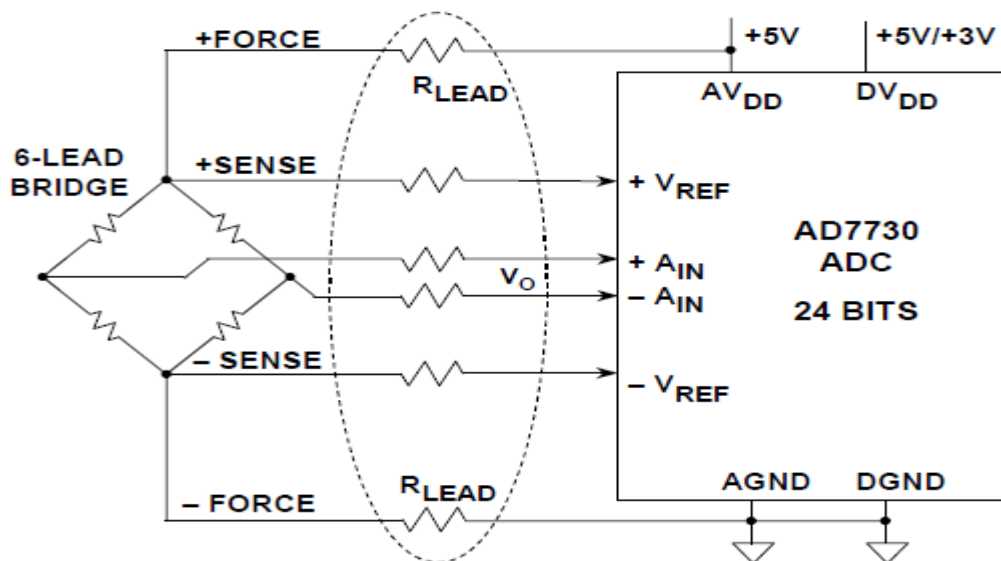 +FORCE
+5V
+5V/+3V
RLEAD
AVDD
DVDD
6-LEAD
BRIDGE
+SENSE
+ VREF
AD7730
ADC
24 BITS
+ AIN
VO
– AIN
– SENSE
– VREF
RLEAD
– FORCE
AGND
DGND